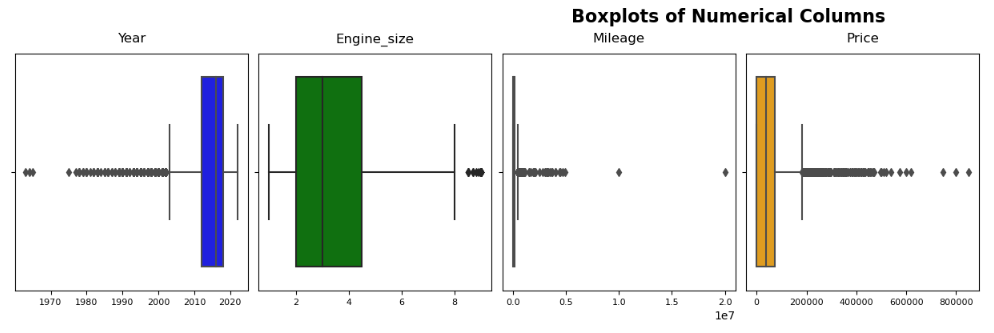 Boxplots of Numerical Columns
Year
Engine_size
Mileage
Price
1970 1980 1990 2000 2010 2020
2 4 6 8
0.0 0.5 1.0 1.5 2.0
1e7
0 200000 400000 600000 800000